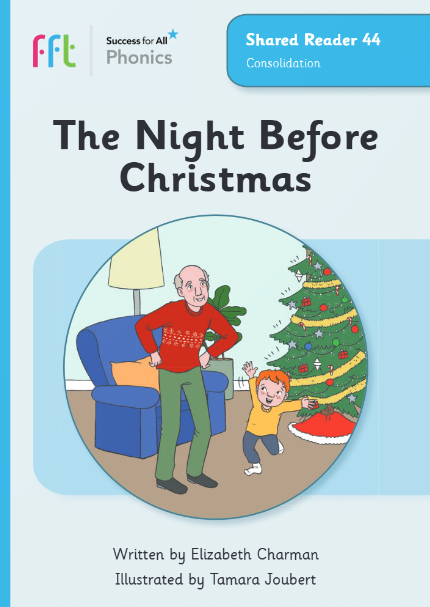 fft
Success for All
Phonics
Shared Reader 44
Consolidation
The Night Before
Christmas
Written by Elizabeth Charman
Illustrated by Tamara Joubert